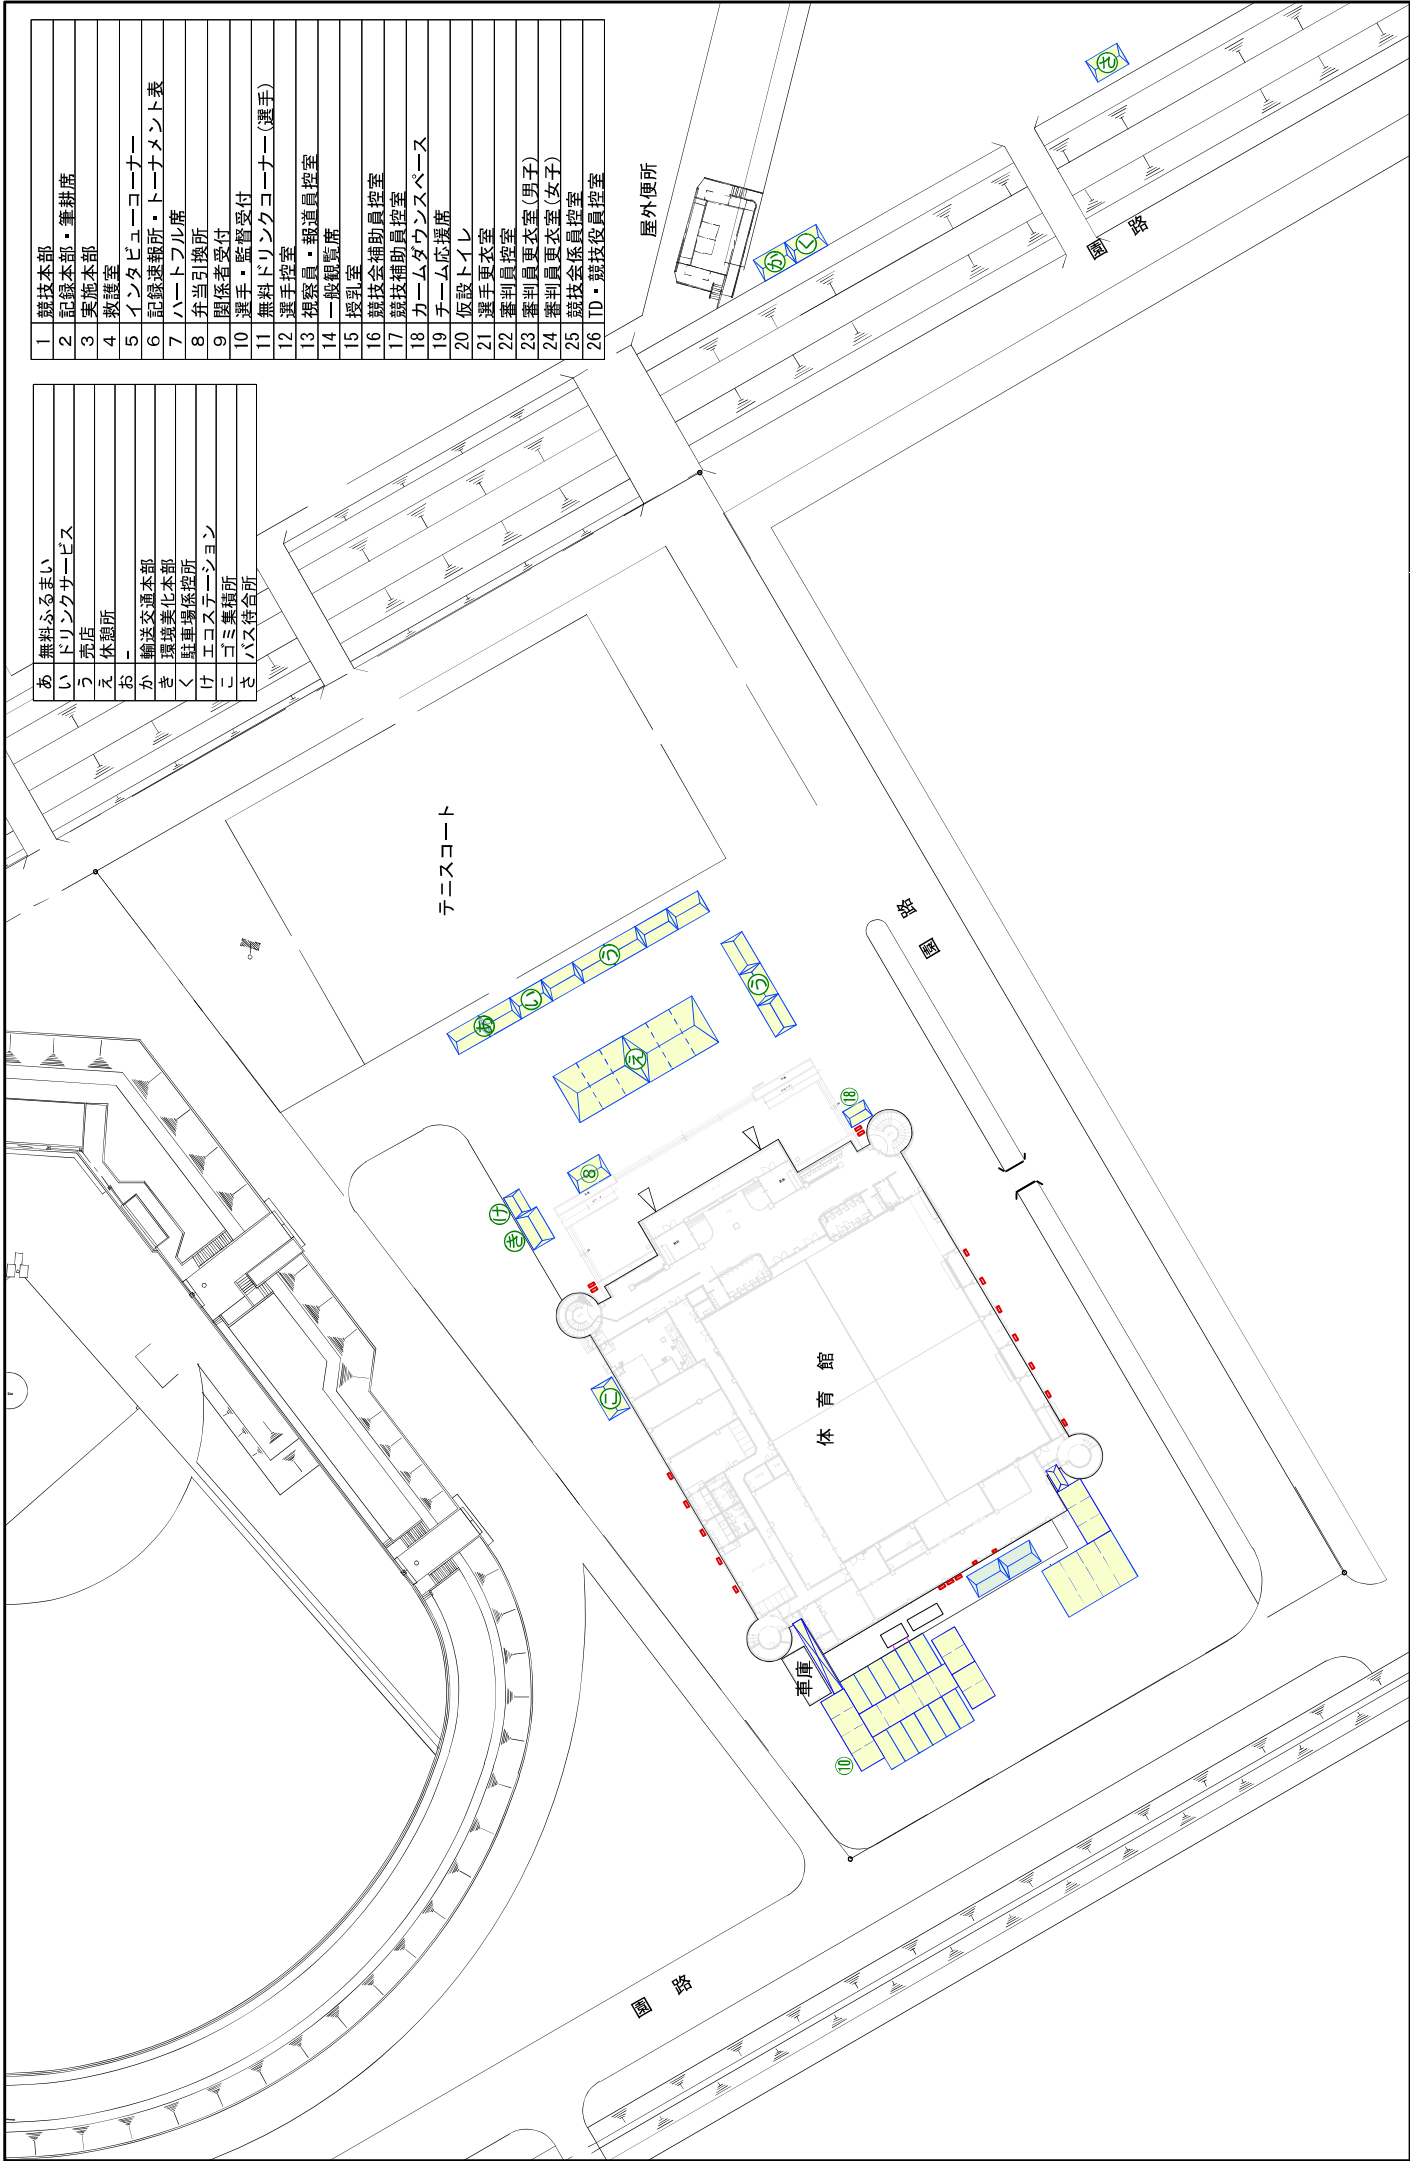 1 競技本部
2 記録本部・筆耕席
3 実施本部
4 救護室
5 インタビューコーナー
6 記録速報所・トーナメント表
7 ハートフル席
8 弁当引換所
9 関係者受付
10 選手・監督受付
11 無料ドリンクコーナー(選手)
12 選手控室
13 視察員・報道員控室
14 一般観覧席
15 授乳室
16 競技会補助員控室
17 競技補助員控室
18 カームダウンスペース
19 チーム応援席
20 仮設トイレ
21 選手更衣室
22 審判員控室
23 審判員更衣室(男子)
24 審判員更衣室(女子)
25 競技会係員控室
26 TD・競技役員控室
あ 無料ふるまい
い ドリンクサービス
う 売店
え 休憩所
お -
か 輸送交通本部
き 環境美化本部
く 駐車場係控所
け エコステーション
こ ゴミ集積所
さ バス待合所
屋外便所
さ
か
く
園路
テニスコート
あ
い
う
う
え
園路
⑱
⑧
け
き
こ
体育館
車庫
⑩
園路